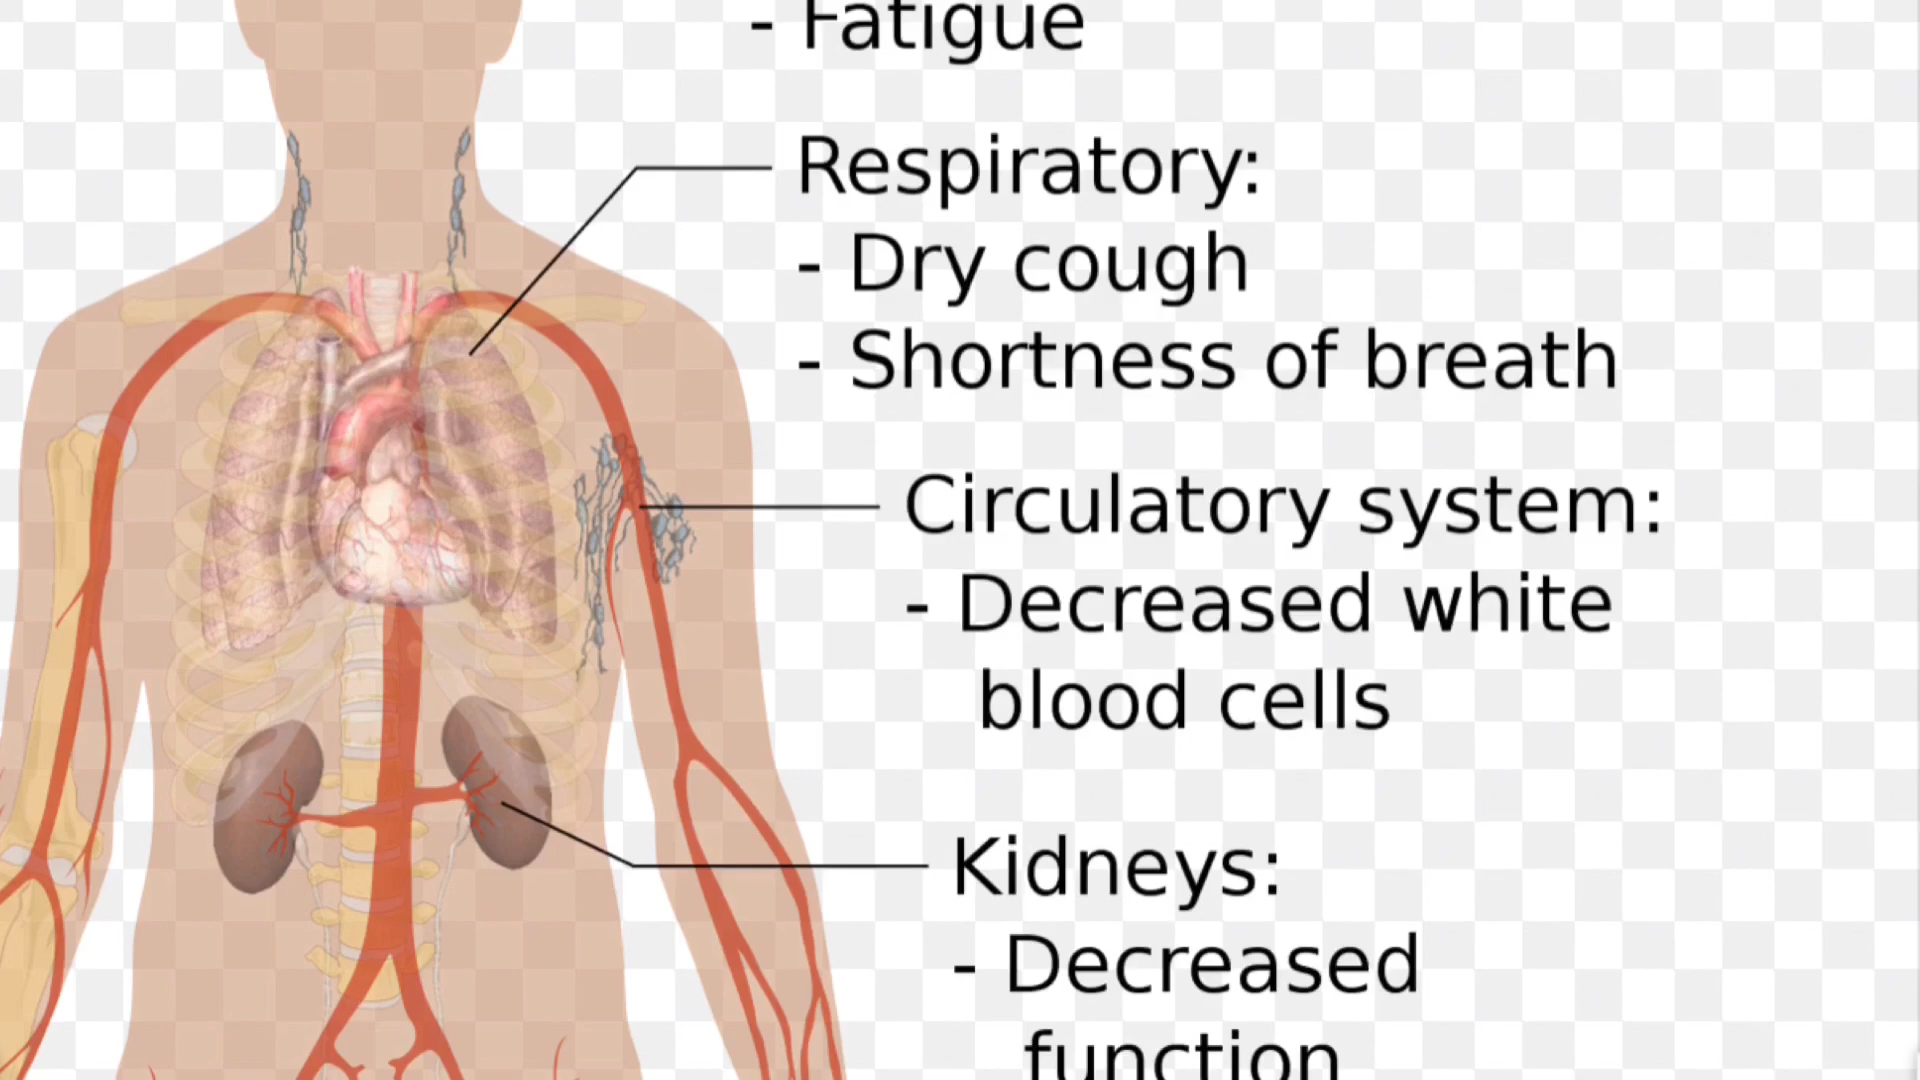 - Fatigue
Respiratory:
- Dry cough
- Shortness of breath
Circulatory system:
- Decreased white
blood cells
Kidneys:
- Decreased
function